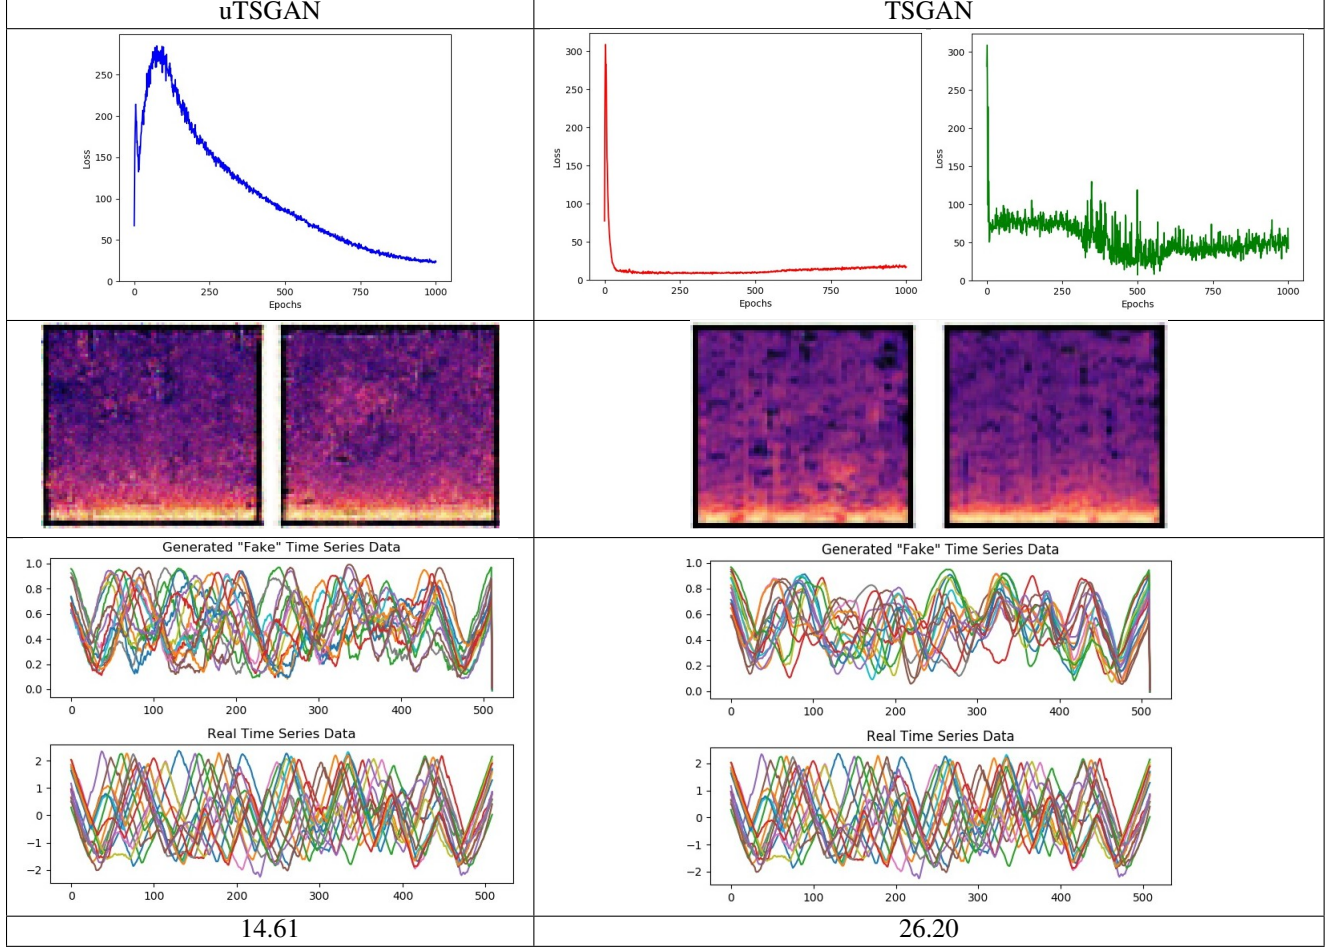 uTSGAN TSGAN
250
200
150
100
50
0
Loss
0 250 500 750 1000
Epochs
300
250
200
150
100
50
0
Loss
0 250 500 750 1000
Epochs
300
250
200
150
100
50
0
Loss
0 250 500 750 1000
Epochs
Generated "Fake" Time Series Data
1.0
0.8
0.6
0.4
0.2
0.0
0 100 200 300 400 500
Real Time Series Data
2
1
0
−1
−2
0 100 200 300 400 500
Generated "Fake" Time Series Data
1.0
0.8
0.6
0.4
0.2
0.0
0 100 200 300 400 500
Real Time Series Data
2
1
0
−1
−2
0 100 200 300 400 500
14.61 26.20